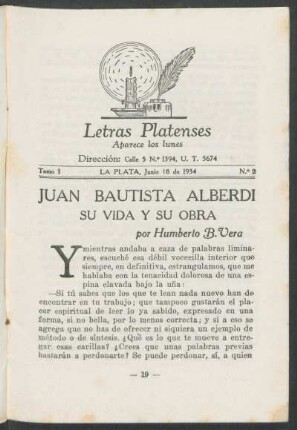 Letras Platenses
Aparece los lunes
Dirección: Calle 5 N.º 1394, U. T. 5674
Tomo I LA PLATA, Junio 18 de 1934 N.º 2
JUAN BAUTISTA ALBERDI
SU VIDA Y SU OBRA
por Humberto B. Vera
Y mientras andaba a caza de palabras limina-
res, escuché esa débil vocecilla interior que
siempre, en definitiva, estrangulamos, que me
hablaba con la tenacidad dolorosa de una es-
pina clavada bajo la uña:
—Si tú sabes que los que te lean nada nuevo han de
encontrar en tu trabajo; que tampoco gustarán el pla-
cer espiritual de leer lo ya sabido, expresado en una
forma, si no bella, por lo menos correcta; y si a eso se
agrega que no has de ofrecer ni siquiera un ejemplo de
método o de síntesis. ¿Qué es lo que te mueve a entro-
nar esas carillas? ¿Crees que unas palabras previas
bastarán a perdonarte? Se puede perdonar, sí, a quien
— 19 —